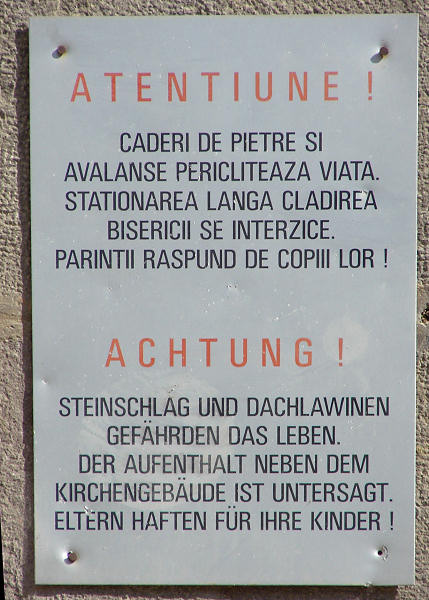 ATENTIUNE !
CADERI DE PIETRE SI
AVALANSE PERICLITEAZA VIATA.
STATIONAREA LANGA CLADIREA
BISERICII SE INTERZICE.
PARINTII RASPUND DE COPIII LOR !
ACHTUNG !
STEINSCHLAG UND DACHLAWINEN
GEFÄHRDEN DAS LEBEN.
DER AUFENTHALT NEBEN DEM
KIRCHENGEBÄUDE IST UNTERSAGT.
ELTERN HAFTEN FÜR IHRE KINDER !